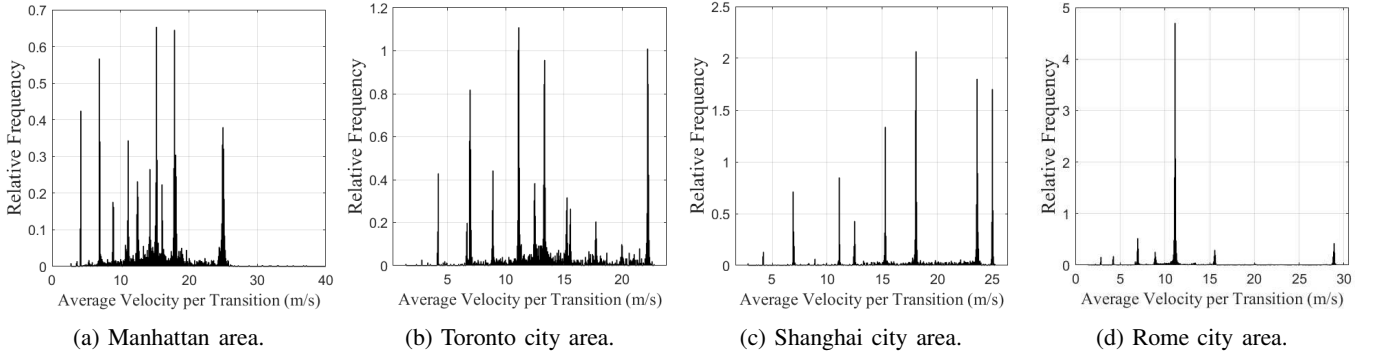 0.7
0.6
0.5
0.4
0.3
0.2
0.1
0
0 10 20 30 40
Relative Frequency
Average Velocity per Transition (m/s)
(a) Manhattan area.
1.2
1
0.8
0.6
0.4
0.2
0
5 10 15 20
Relative Frequency
Average Velocity per Transition (m/s)
(b) Toronto city area.
2.5
2
1.5
1
0.5
0
5 10 15 20 25
Relative Frequency
Average Velocity per Transition (m/s)
(c) Shanghai city area.
5
4
3
2
1
0
0 5 10 15 20 25 30
Relative Frequency
Average Velocity per Transition (m/s)
(d) Rome city area.